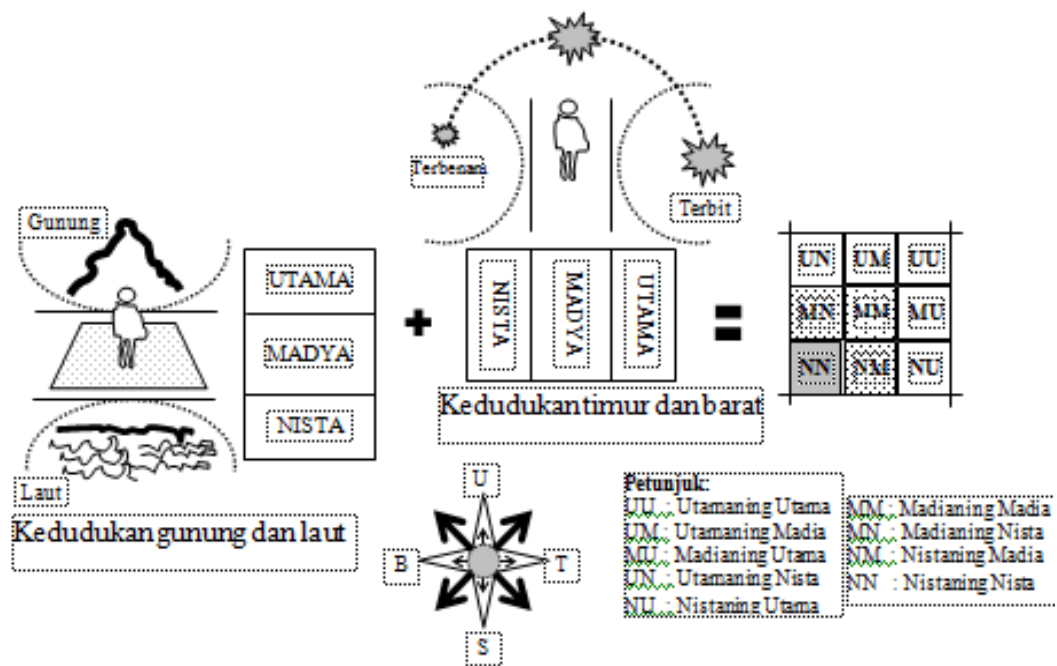 Terbenam
Terbit
Gunung
UTAMA
MADYA
NISTA
Laut
Kedudukan gunung dan laut
NISTA
MADYA
UTAMA
Kedudukan timur dan barat
UN UM UU
MN MM MU
NN NM NU
U
B T
S
Petunjuk:
UU : Utamaning Utama
UM : Utamaning Madia
MU : Madianing Utama
UN : Utamaning Nista
NU : Nistaning Utama
MM : Madianing Madia
MN : Madianing Nista
NM : Nistaning Madia
NN : Nistaning Nista